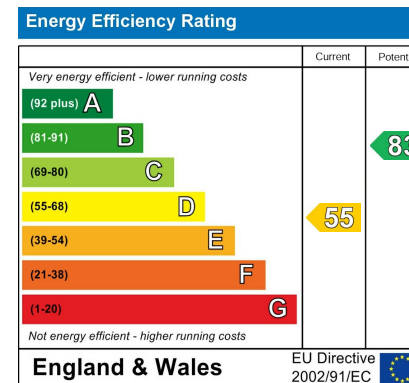 Energy Efficiency Rating
Current Potent
Very energy efficient - lower running costs
(92 plus) A
(81-91) B
83
(69-80) C
(55-68) D
55
(39-54) E
(21-38) F
(1-20) G
Not energy efficient - higher running costs
England & Wales
EU Directive
2002/91/EC